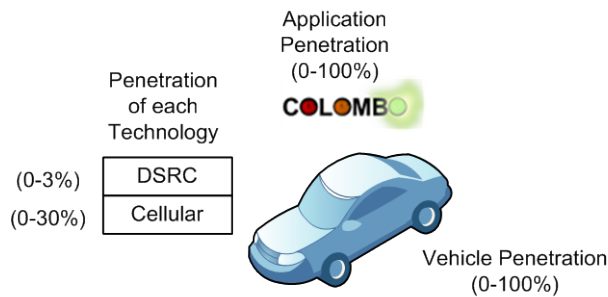 Application
Penetration
(0-100%)
COLOMBO
Penetration
of each
Technology
(0-3%)
DSRC
(0-30%)
Cellular
Vehicle Penetration
(0-100%)